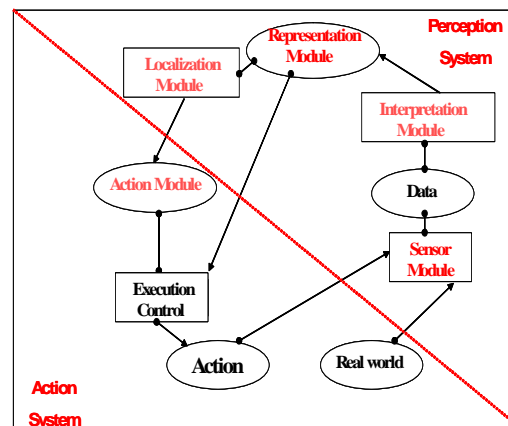 Perception
System
Representation
Module
Localization
Module
Interpretation
Module
Action Module
Data
Sensor
Module
Execution
Control
Action
Real world
Action
System